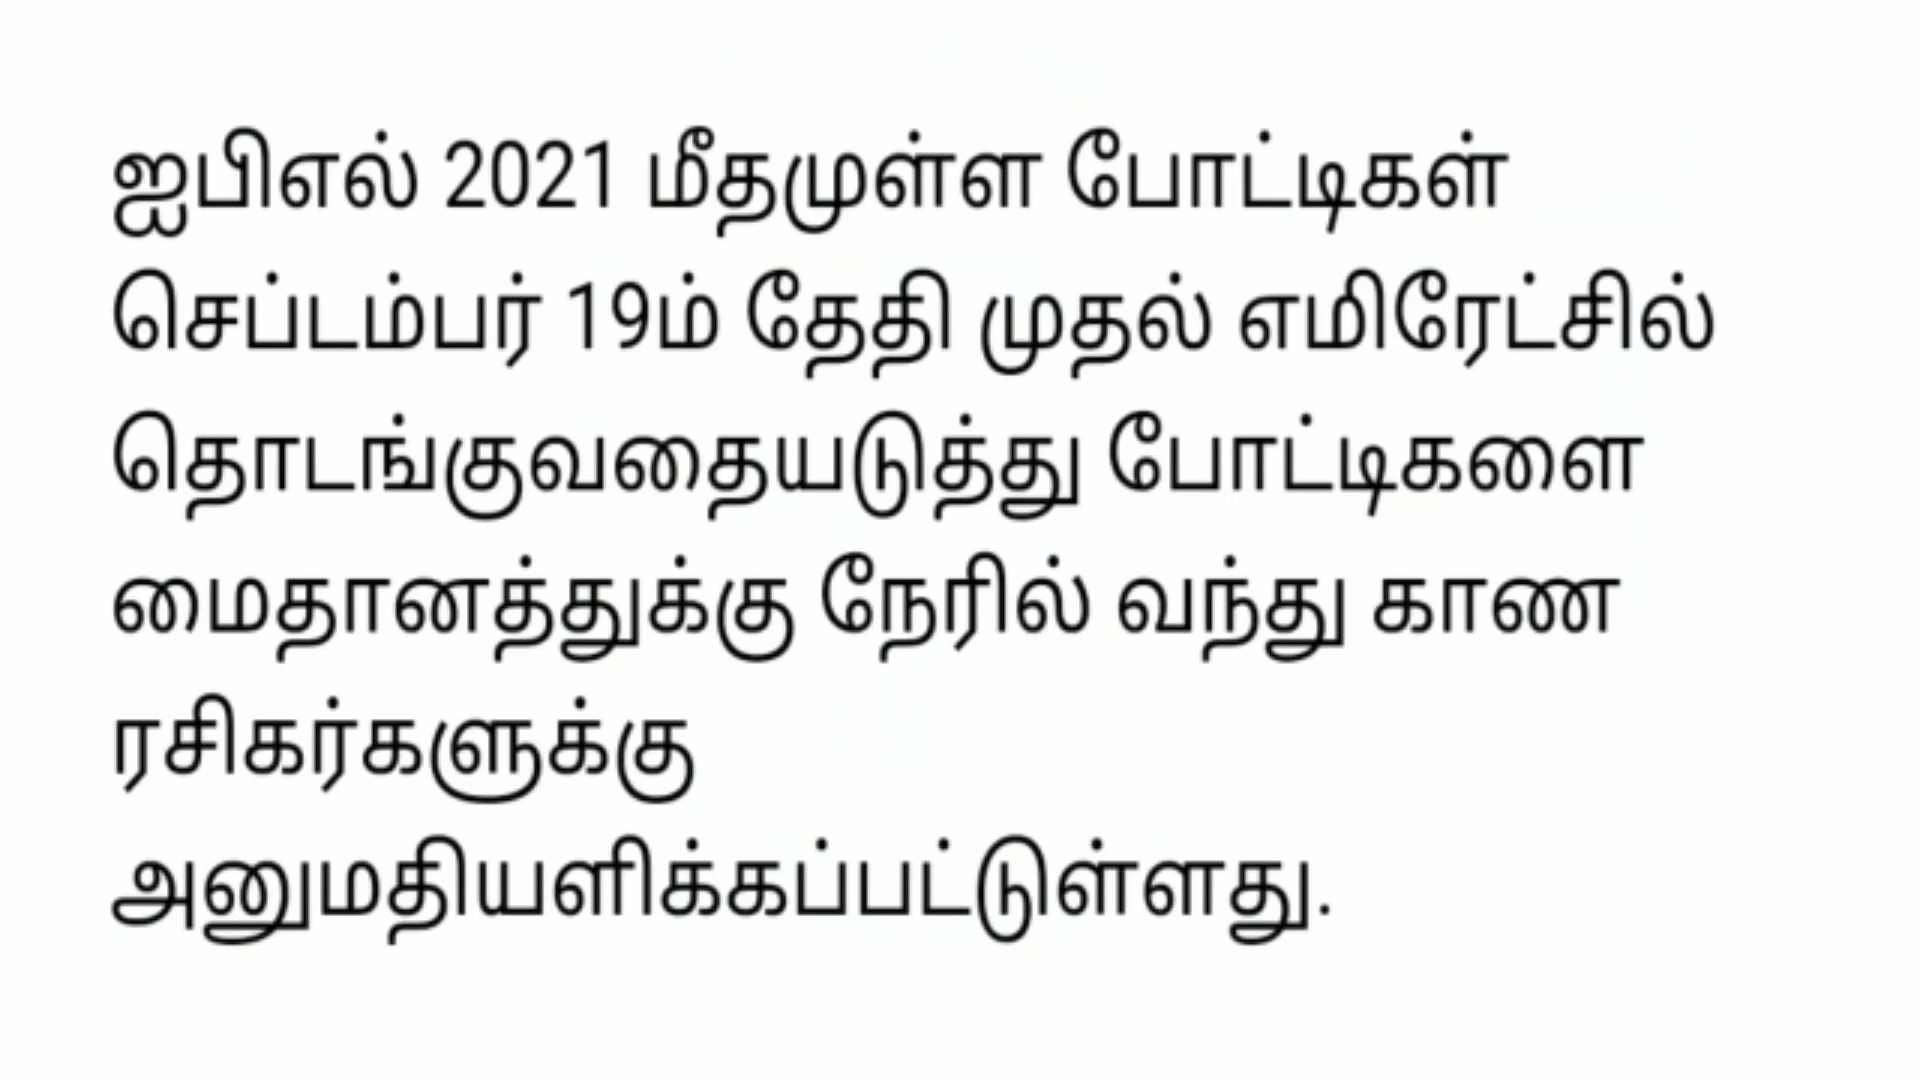 ஐபிஎல் 2021 மீதமுள்ள போட்டிகள்
செப்டம்பர் 19ம் தேதி முதல் எமிரேட்சில்
தொடங்குவதையடுத்து போட்டிகளை
மைதானத்துக்கு நேரில் வந்து காண
ரசிகர்களுக்கு
அனுமதியளிக்கப்பட்டுள்ளது.